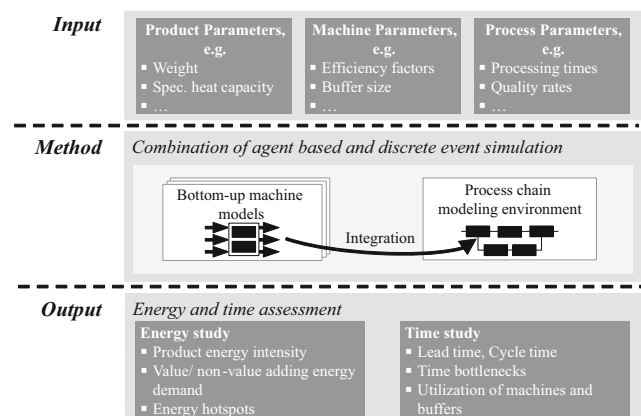 Input
Product Parameters,
e.g.
▪ Weight
▪ Spec. heat capacity
▪ …
Machine Parameters,
e.g.
▪ Efficiency factors
▪ Buffer size
▪ …
Process Parameters,
e.g.
▪ Processing times
▪ Quality rates
▪ …
Method
Combination of agent based and discrete event simulation
Bottom-up machine
models
Integration
Process chain
modeling environment
Output
Energy and time assessment
Energy study
▪ Product energy intensity
▪ Value/ non-value adding energy
demand
▪ Energy hotspots
Time study
▪ Lead time, Cycle time
▪ Time bottlenecks
▪ Utilization of machines and
buffers